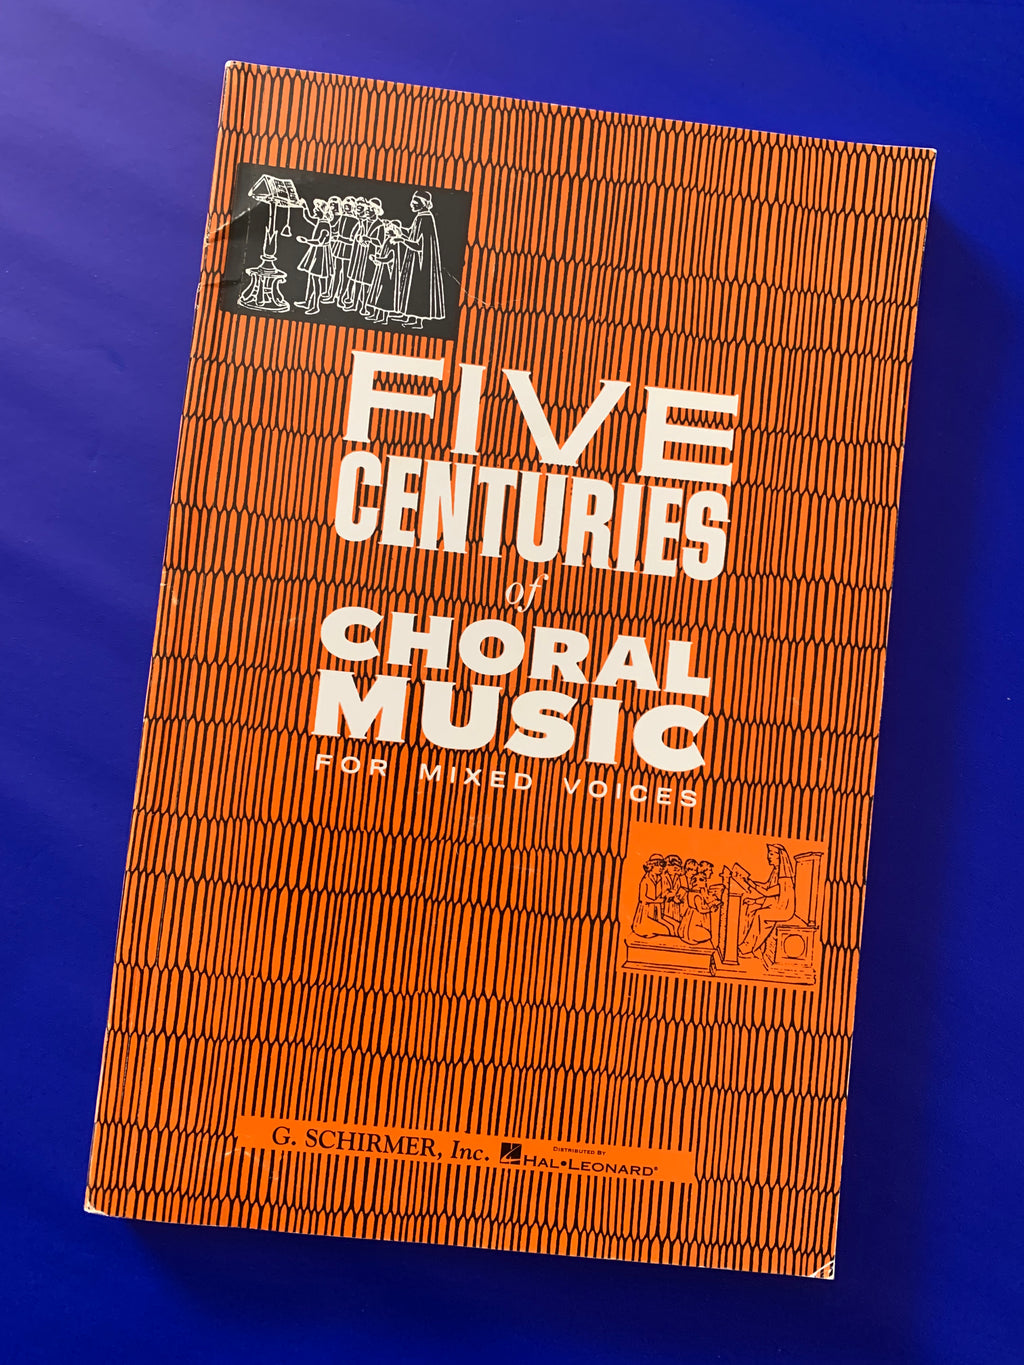 FIVE
CENTURIES
of
CHORAL
MUSIC
FOR MIXED VOICES
G. SCHIRMER, Inc.
DISTRIBUTED BY
HAL•LEONARD®